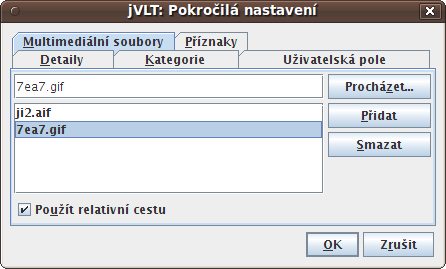 jVLT: Pokročilá nastavení
Multimediální soubory Příznaky
Detaily Kategorie Uživatelská pole
7ea7.gif Procházet...
ji2.aif Přidat
7ea7.gif Smazat
Použít relativní cestu
OK Zrušit